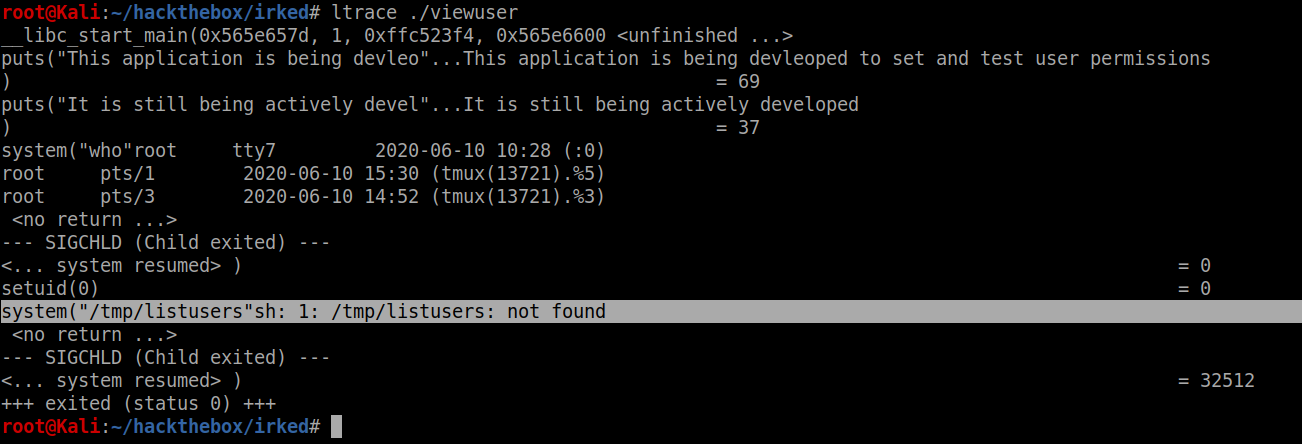 root@Kali:~/hackthebox/irked# ltrace ./viewuser
__libc_start_main(0x565e657d, 1, 0xffc523f4, 0x565e6600 <unfinished ...>
puts("This application is being devleo"...This application is being devleoped to set and test user permissions
) = 69
puts("It is still being actively devel"...It is still being actively developed
) = 37
system("who"root tty7 2020-06-10 10:28 (:0)
root pts/1 2020-06-10 15:30 (tmux(13721).%5)
root pts/3 2020-06-10 14:52 (tmux(13721).%3)
<no return ...>
--- SIGCHLD (Child exited) ---
<... system resumed> ) = 0
setuid(0) = 0
system("/tmp/listusers"sh: 1: /tmp/listusers: not found
<no return ...>
--- SIGCHLD (Child exited) ---
<... system resumed> ) = 32512
+++ exited (status 0) +++
root@Kali:~/hackthebox/irked#